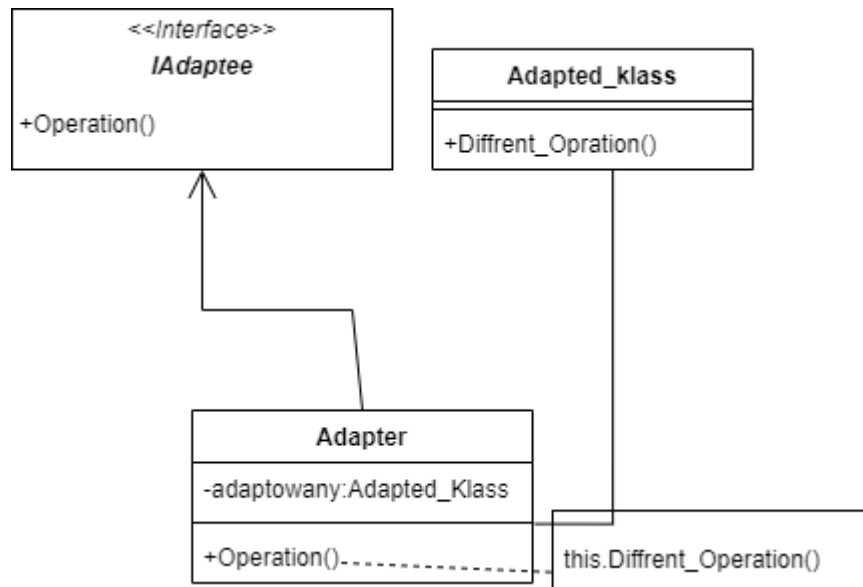 <<Interface>>
IAdaptee
+Operation()
Adapted_klass
+Diffrent_Opration()
Adapter
-adaptowany:Adapted_Klass
+Operation()
this.Diffrent_Operation()